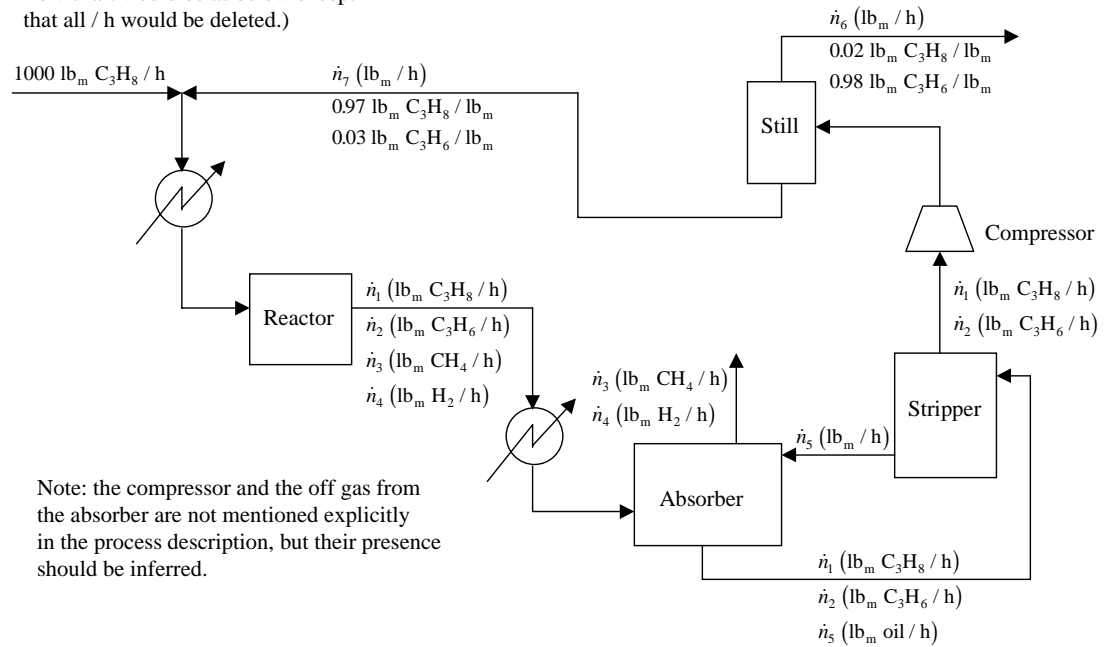 that all / h would be deleted.)
ṅ₆ (lbₘ / h)
0.02 lbₘ C₃H₈ / lbₘ
0.98 lbₘ C₃H₆ / lbₘ
1000 lbₘ C₃H₈ / h
ṅ₇ (lbₘ / h)
0.97 lbₘ C₃H₈ / lbₘ
0.03 lbₘ C₃H₆ / lbₘ
Still
Compressor
Reactor
ṅ₁ (lbₘ C₃H₈ / h)
ṅ₂ (lbₘ C₃H₆ / h)
ṅ₃ (lbₘ CH₄ / h)
ṅ₄ (lbₘ H₂ / h)
ṅ₁ (lbₘ C₃H₈ / h)
ṅ₂ (lbₘ C₃H₆ / h)
ṅ₃ (lbₘ CH₄ / h)
ṅ₄ (lbₘ H₂ / h)
Stripper
ṅ₅ (lbₘ / h)
Absorber
Note: the compressor and the off gas from
the absorber are not mentioned explicitly
in the process description, but their presence
should be inferred.
ṅ₁ (lbₘ C₃H₈ / h)
ṅ₂ (lbₘ C₃H₆ / h)
ṅ₅ (lbₘ oil / h)